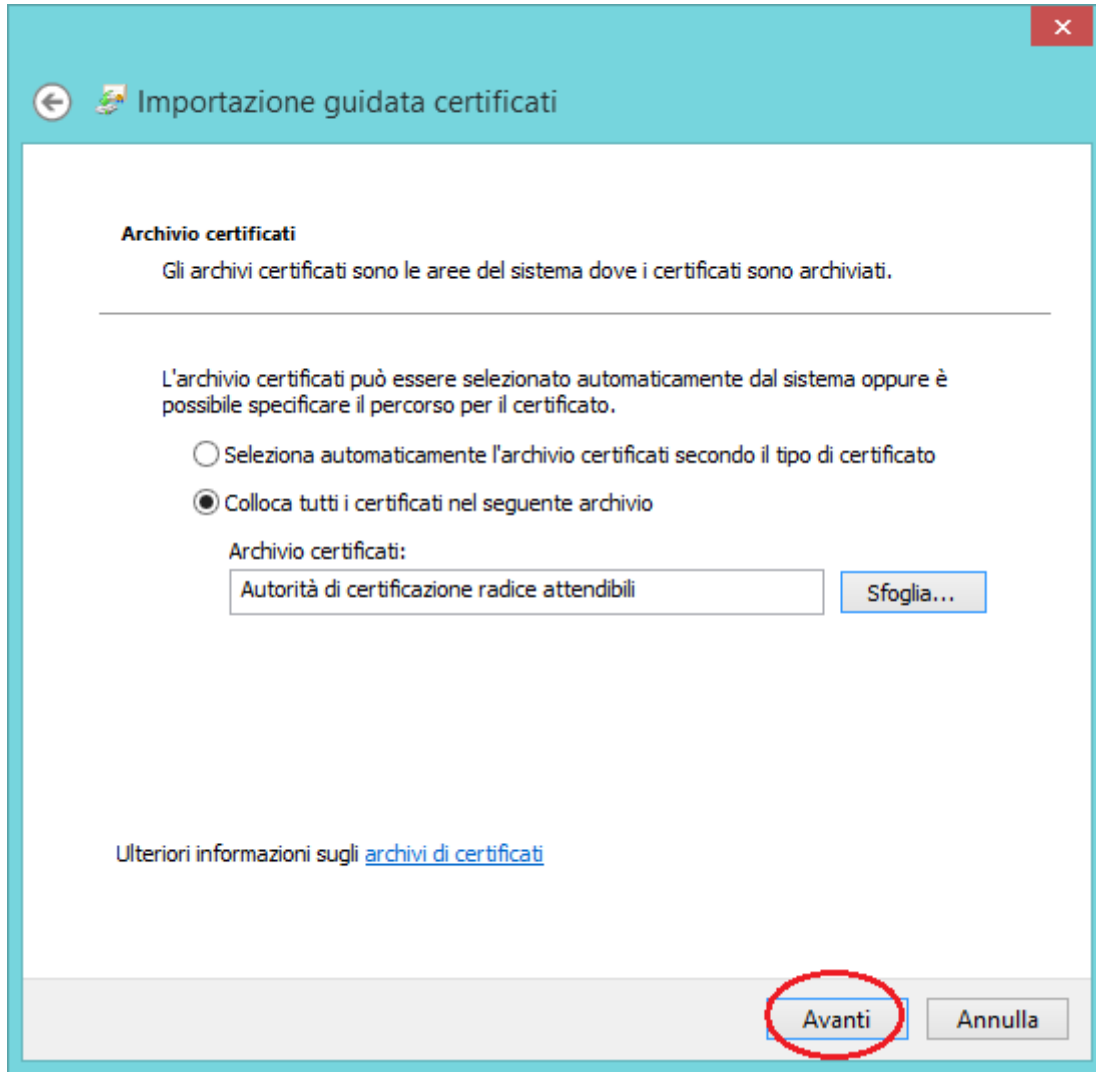 Importazione guidata certificati
Archivio certificati
Gli archivi certificati sono le aree del sistema dove i certificati sono archiviati.
L'archivio certificati può essere selezionato automaticamente dal sistema oppure è
possibile specificare il percorso per il certificato.
Seleziona automaticamente l'archivio certificati secondo il tipo di certificato
Colloca tutti i certificati nel seguente archivio
Archivio certificati:
Autorità di certificazione radice attendibili
Sfoglia...
Ulteriori informazioni sugli archivi di certificati
Avanti
Annulla